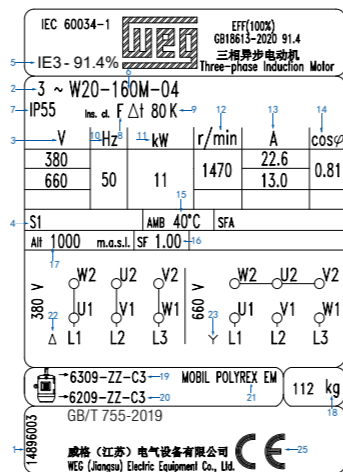 IEC 60034-1
EFF(100%)
GB18613-2020 91.4
weg
三相异步电动机
5 IE3 - 91.4%
Three-phase Induction Motor
6
2 3 ~ W20-160M-04
7 IP55 Ins. cl. F Δt 80 K 9
8 12 13 14
3 V 10 Hz 11 kW r/min A cosφ
380 50 11 1470 22.6 0.81
660 13.0
15
4 S1 AMB 40°C SFA
Alt 1000 m.a.s.l. SF 1.00 16
17
380 V W2 U2 V2 660 V W2 U2 V2
22 U1 V1 W1 23 U1 V1 W1
Δ L1 L2 L3 Y L1 L2 L3
6309-ZZ-C3 19 MOBIL POLYREX EM
6209-ZZ-C3 20 21 112 kg
18
GB/T 755-2019
1 14896003
威格（江苏）电气设备有限公司 CE 25
WEG (Jiangsu) Electric Equipment Co., Ltd.